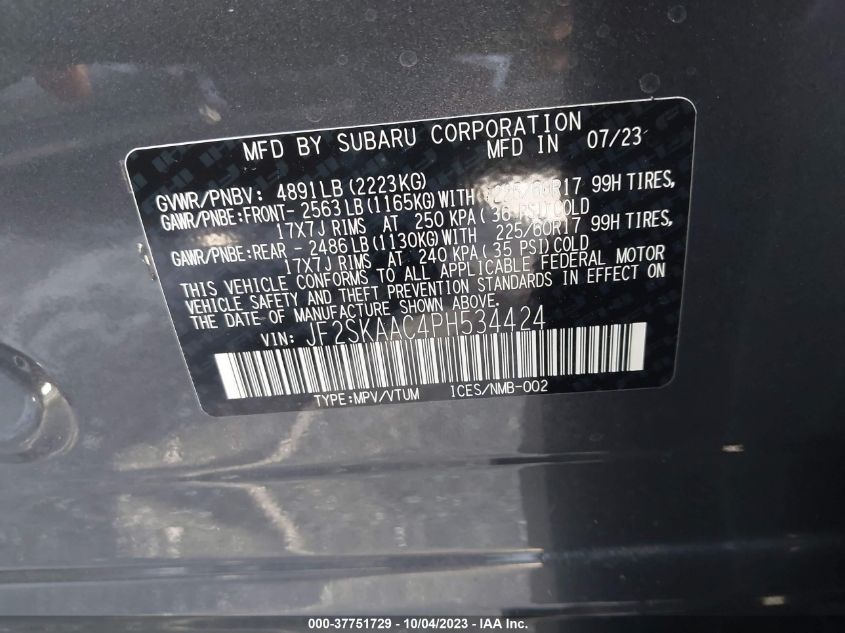 MFD BY SUBARU CORPORATION
MFD IN 07/23
GVWR/PNBV: 4891LB(2223KG)
GAWR/PNBE:FRONT- 2563LB(1165KG)WITH 225/60R17 99H TIRES,
17X7J RIMS AT 250 KPA(36 PSI)COLD
GAWR/PNBE:REAR - 2486LB(1130KG)WITH 225/60R17 99H TIRES,
17X7J RIMS AT 240 KPA(35 PSI)COLD
THIS VEHICLE CONFORMS TO ALL APPLICABLE FEDERAL MOTOR
VEHICLE SAFETY AND THEFT PREVENTION STANDARDS IN EFFECT ON
THE DATE OF MANUFACTURE SHOWN ABOVE.
VIN: JF2SKAAC4PH534424
TYPE:MPV/VTUM ICES/NMB-002
000-37751729 - 10/04/2023 - IAA Inc.